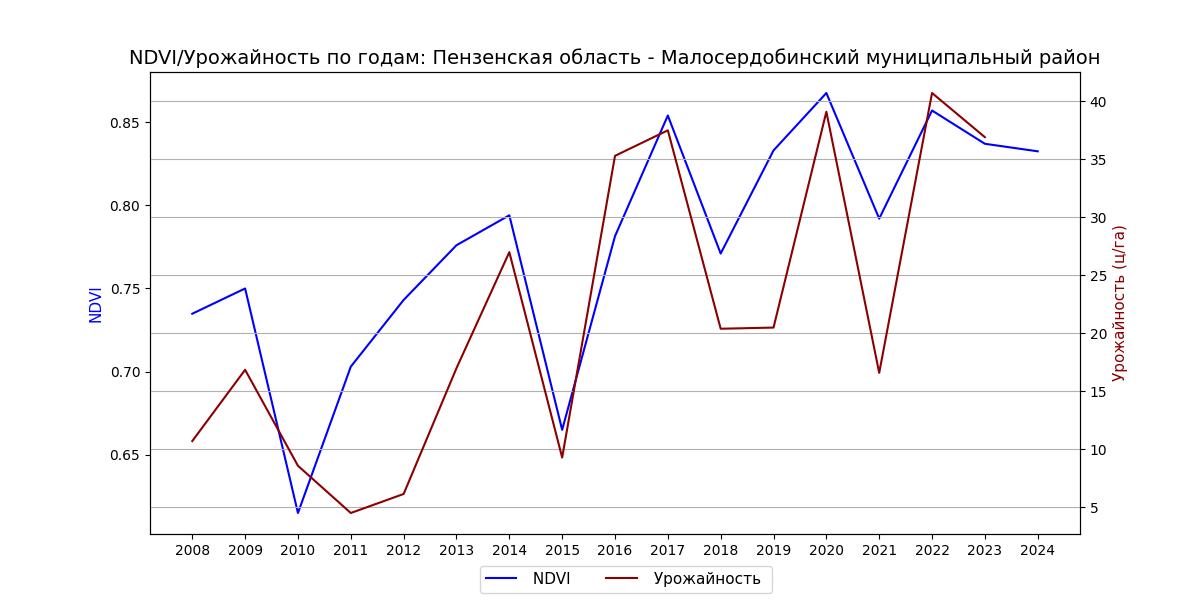 NDVI/Урожайность по годам: Пензенская область - Малосердобинский муниципальный район
0.85
0.80
0.75
0.70
0.65
NDVI
40
35
30
25
20
15
10
5
Урожайность (ц/га)
2008 2009 2010 2011 2012 2013 2014 2015 2016 2017 2018 2019 2020 2021 2022 2023 2024
NDVI Урожайность